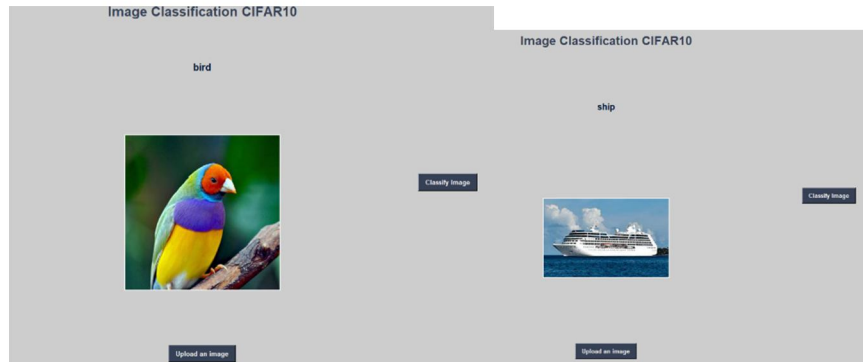 Image Classification CIFAR10
bird
Classify Image
Upload an image
Image Classification CIFAR10
ship
Classify Image
Upload an image